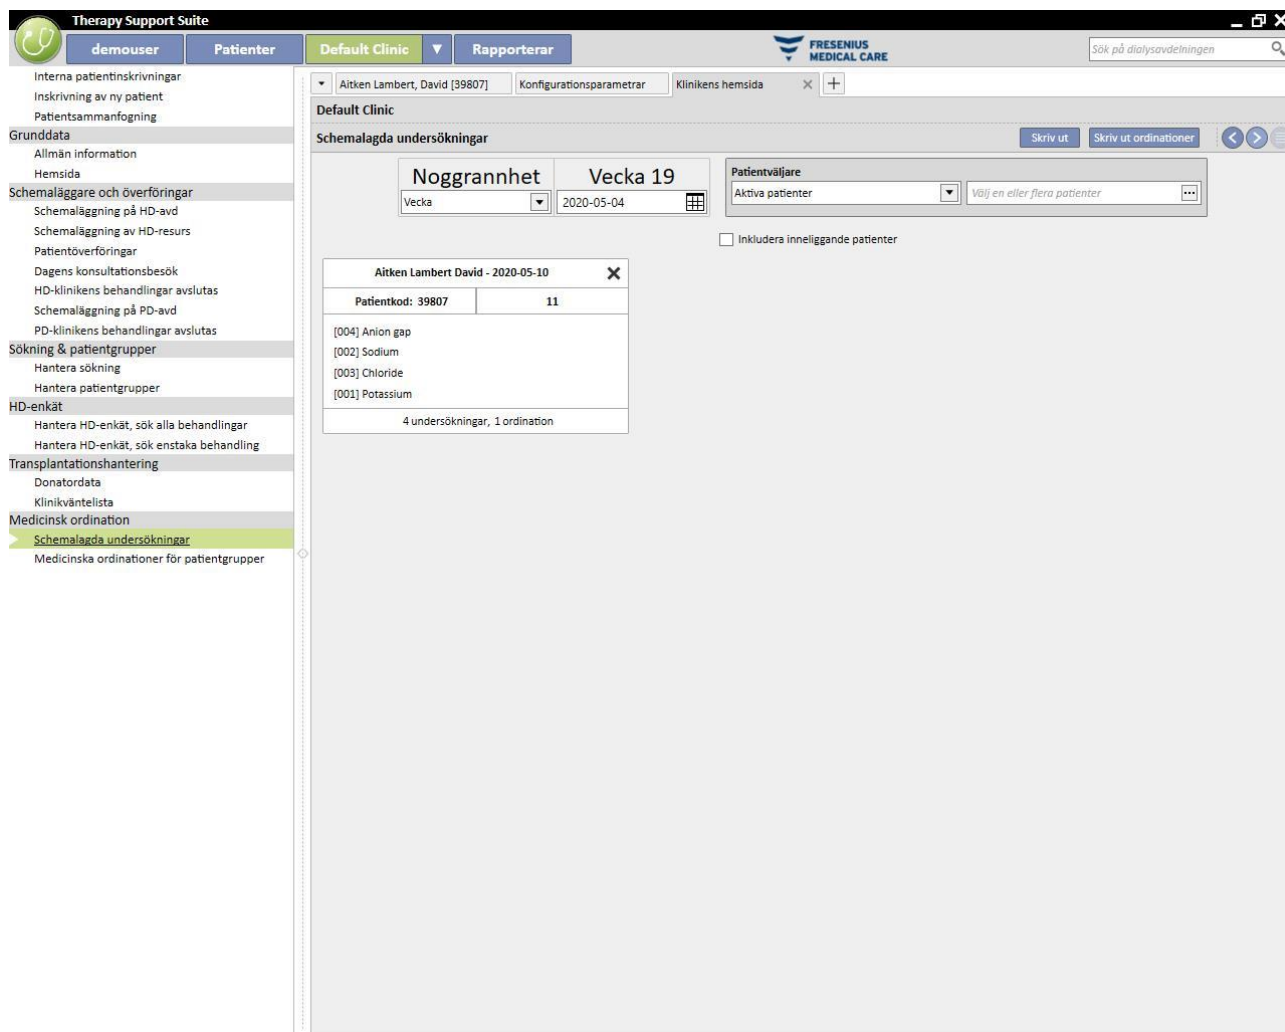 Therapy Support Suite
demouser Patienter Default Clinic Rapporterar FRESENIUS MEDICAL CARE Sök på dialysavdelningen
Interna patientinskrivningar
Inskrivning av ny patient
Patientsammanfogning
Grunddata
Allmän information
Hemsida
Schemaläggare och överföringar
Schemaläggning på HD-avd
Schemaläggning av HD-resurs
Patientöverföringar
Dagens konsultationsbesök
HD-klinikens behandlingar avslutas
Schemaläggning på PD-avd
PD-klinikens behandlingar avslutas
Sökning & patientgrupper
Hantera sökning
Hantera patientgrupper
HD-enkät
Hantera HD-enkät, sök alla behandlingar
Hantera HD-enkät, sök enstaka behandling
Transplantationshantering
Donatordata
Klinikväntelista
Medicinsk ordination
Schemalagda undersökningar
Medicinska ordinationer för patientgrupper
Aitken Lambert, David [39807] Konfigurationsparametrar Klinikens hemsida
Default Clinic
Schemalagda undersökningar Skriv ut Skriv ut ordinationer
Noggrannhet Vecka 19
Vecka 2020-05-04
Patientväljare
Aktiva patienter Välj en eller flera patienter
Inkludera inneliggande patienter
Aitken Lambert David - 2020-05-10
Patientkod: 39807 11
[004] Anion gap
[002] Sodium
[003] Chloride
[001] Potassium
4 undersökningar, 1 ordination